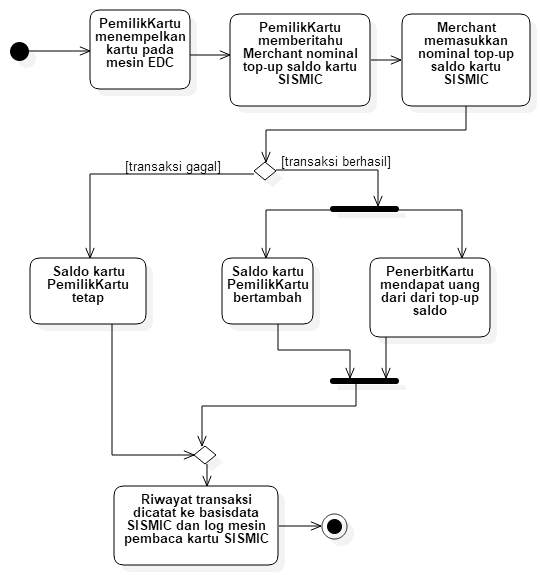 PemilikKartu
menempelkan
kartu pada
mesin EDC
PemilikKartu
memberitahu
Merchant nominal
top-up saldo kartu
SISMIC
Merchant
memasukkan
nominal top-up
saldo kartu
SISMIC
[transaksi gagal]
[transaksi berhasil]
Saldo kartu
PemilikKartu
tetap
Saldo kartu
PemilikKartu
bertambah
PenerbitKartu
mendapat uang
dari dari top-up
saldo
Riwayat transaksi
dicatat ke basisdata
SISMIC dan log mesin
pembaca kartu SISMIC